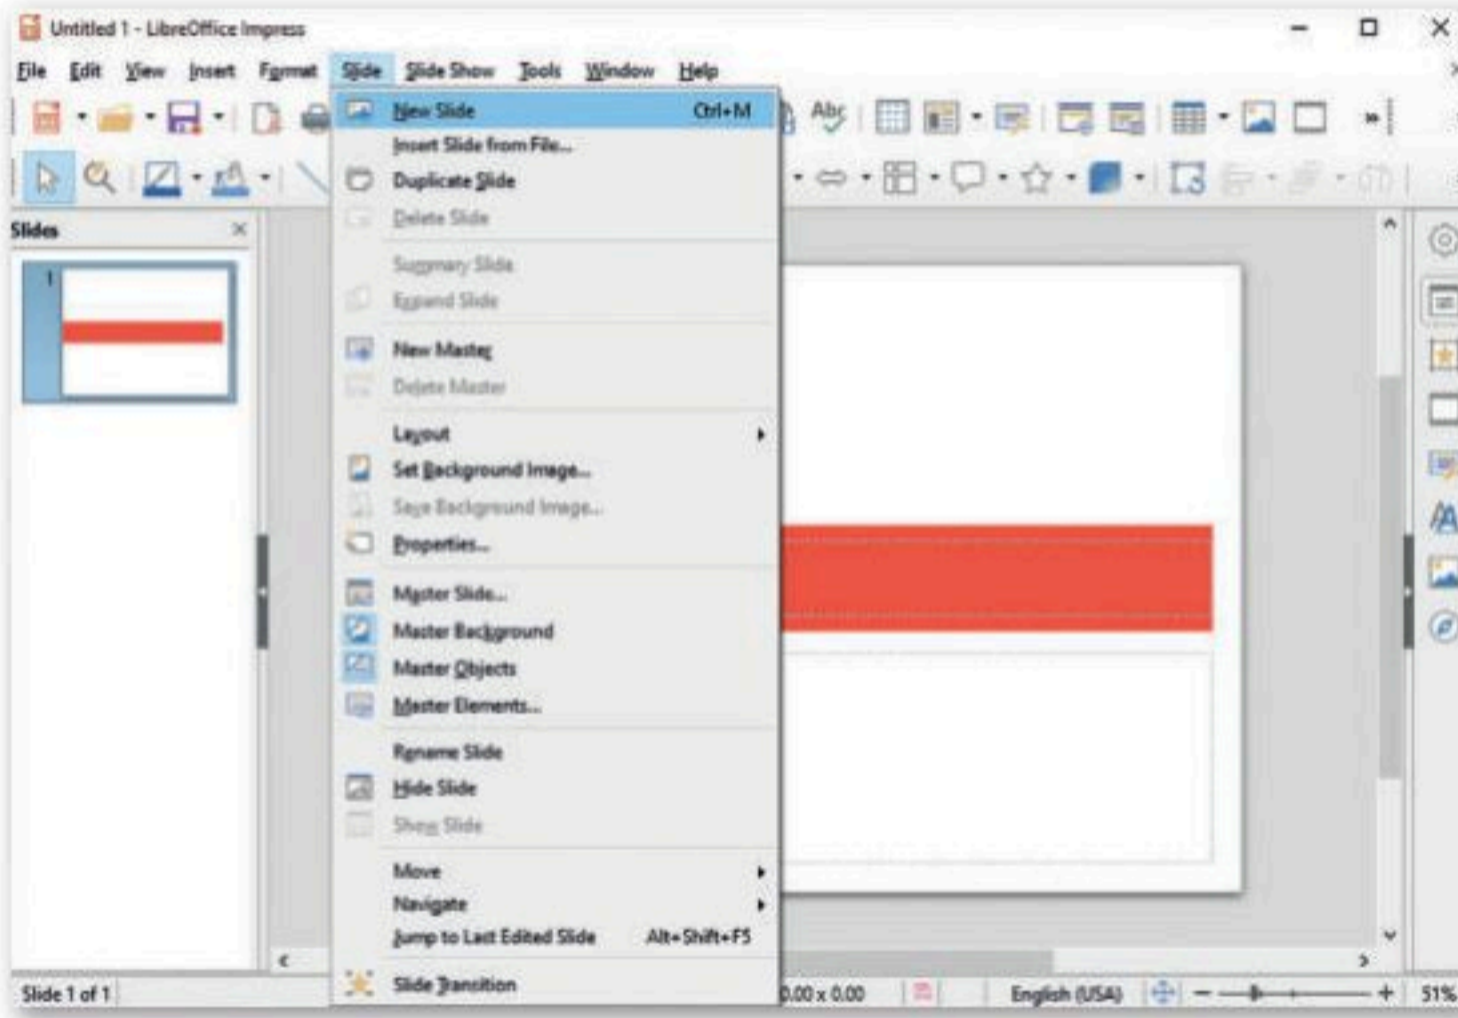 Untitled 1 - LibreOffice Impress
File Edit View Insert Format Slide Slide Show Tools Window Help
New Slide Ctrl+M
Abc
Insert Slide from File...
Duplicate Slide
Delete Slide
Slides
1
Summary Slide
Expand Slide
New Master
Delete Master
Layout
Set Background Image...
Save Background Image...
Properties...
Master Slide...
Master Background
Master Objects
Master Elements...
Rename Slide
Hide Slide
Show Slide
Move
Navigate
Jump to Last Edited Slide Alt+Shift+F5
Slide Transition
Slide 1 of 1 0.00 x 0.00 English (USA) 51%